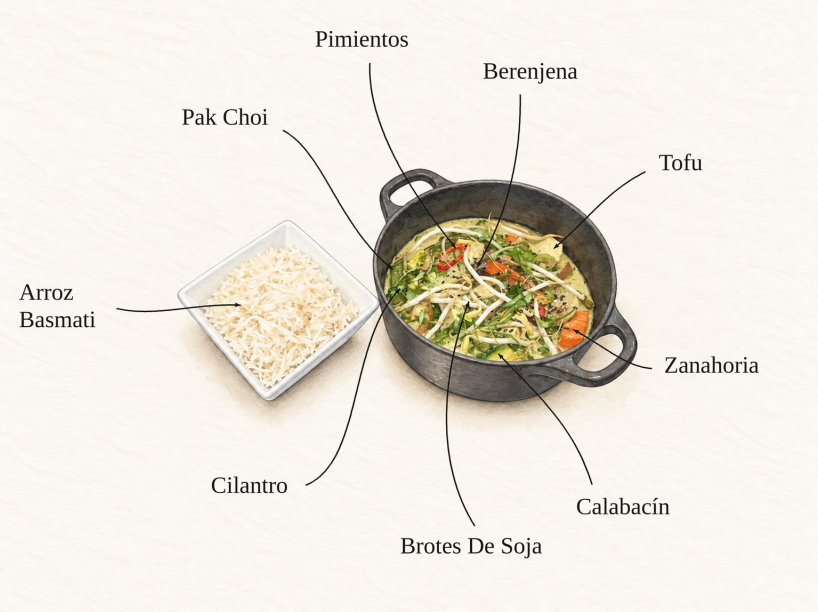 Pimientos
Berenjena
Pak Choi
Tofu
Arroz
Basmati
Zanahoria
Cilantro
Calabacín
Brotes De Soja